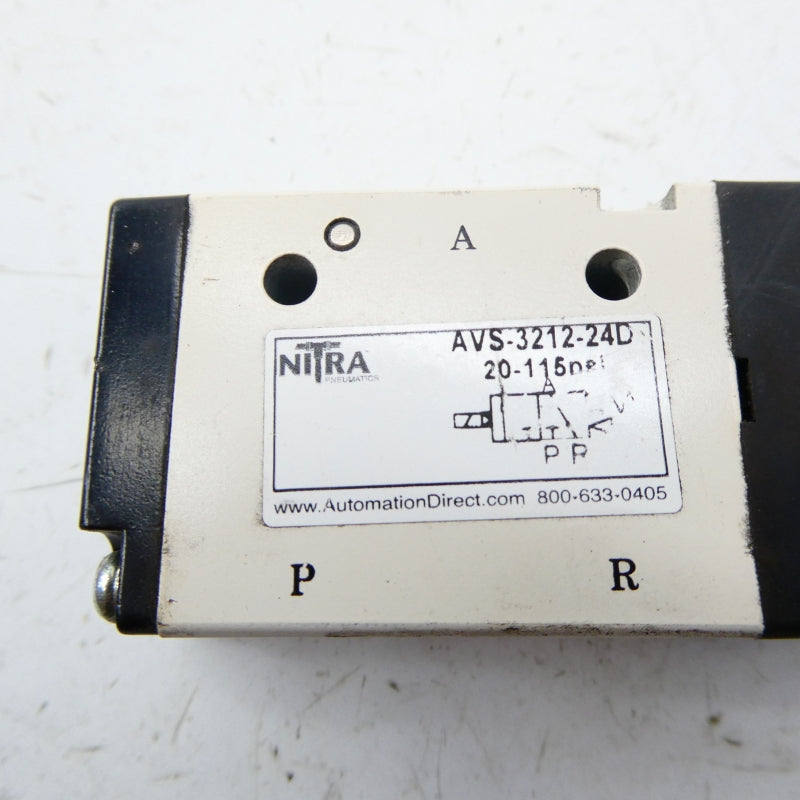 A
NITRA
PNEUMATICS
AVS-3212-24D
20-115psi
A
P R
www.AutomationDirect.com 800-633-0405
P R